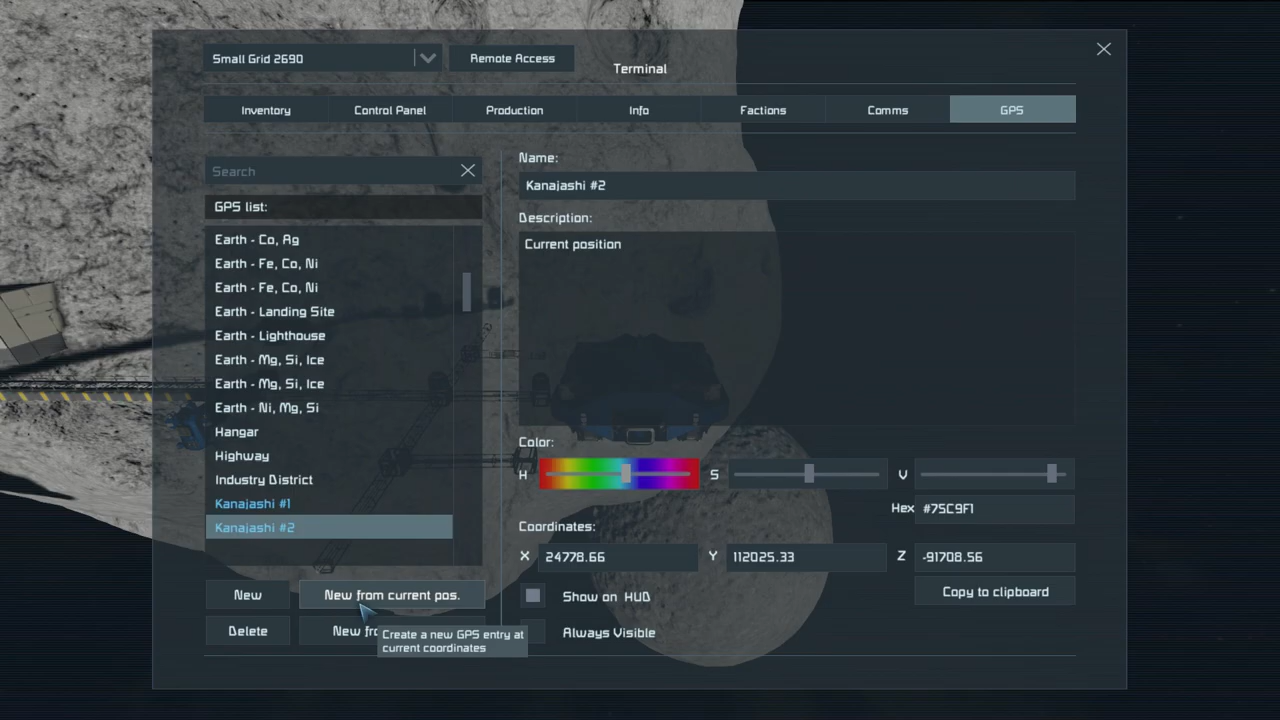 Small Grid 2690
Remote Access
Terminal
Inventory
Control Panel
Production
Info
Factions
Comms
GPS
Search
GPS list:
Earth - Co, Ag
Earth - Fe, Co, Ni
Earth - Fe, Co, Ni
Earth - Landing Site
Earth - Lighthouse
Earth - Mg, Si, Ice
Earth - Mg, Si, Ice
Earth - Ni, Mg, Si
Hangar
Highway
Industry District
Kanajashi #1
Kanajashi #2
New
New from current pos.
Delete
New
Create a new GPS entry at
current coordinates
Name:
Kanajashi #2
Description:
Current position
Color:
H
S
V
Hex #75C9F1
Coordinates:
X 24778.66
Y 112025.33
Z -91708.56
Copy to clipboard
Show on HUD
Always Visible